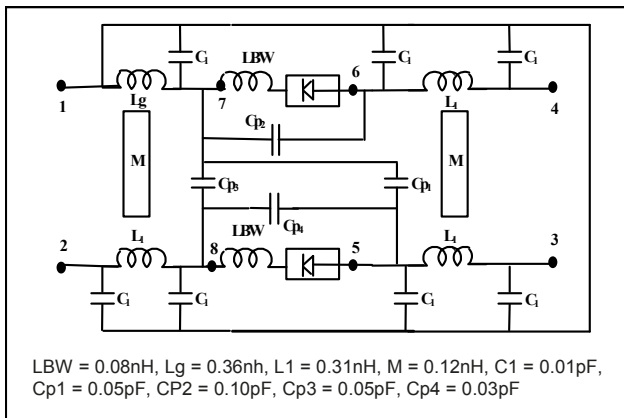 C1
LBW
C1
C1
6
1
Lg
7
L1
4
Cp2
M
M
Cp3
Cp1
Cp4
2
L1
8
LBW
5
L1
3
C1
C1
C1
C1
LBW = 0.08nH, Lg = 0.36nh, L1 = 0.31nH, M = 0.12nH, C1 = 0.01pF,
Cp1 = 0.05pF, CP2 = 0.10pF, Cp3 = 0.05pF, Cp4 = 0.03pF